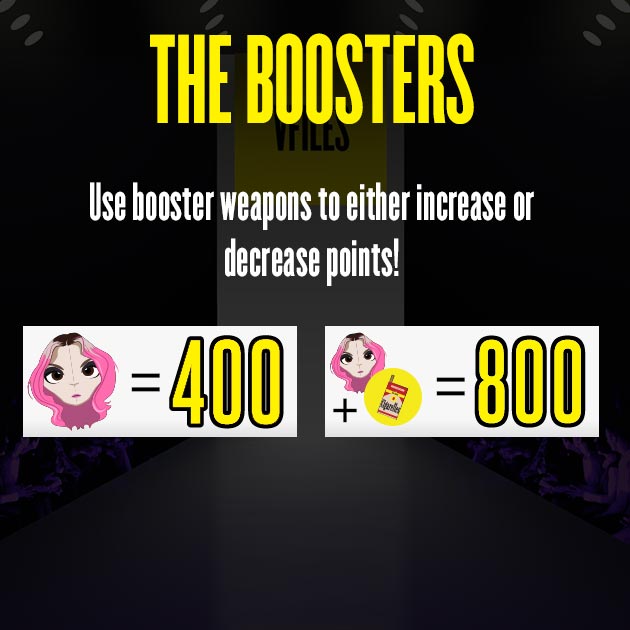 THE BOOSTERS
VFILES
Use booster weapons to either increase or
decrease points!
= 400
+ = 800